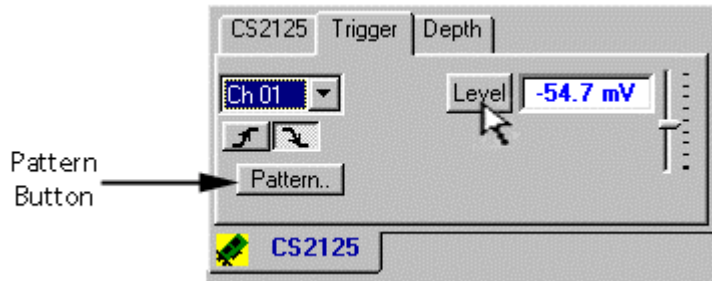 CS2125 Trigger Depth
Ch 01 Level -54.7 mV
Pattern
Button
Pattern..
CS2125